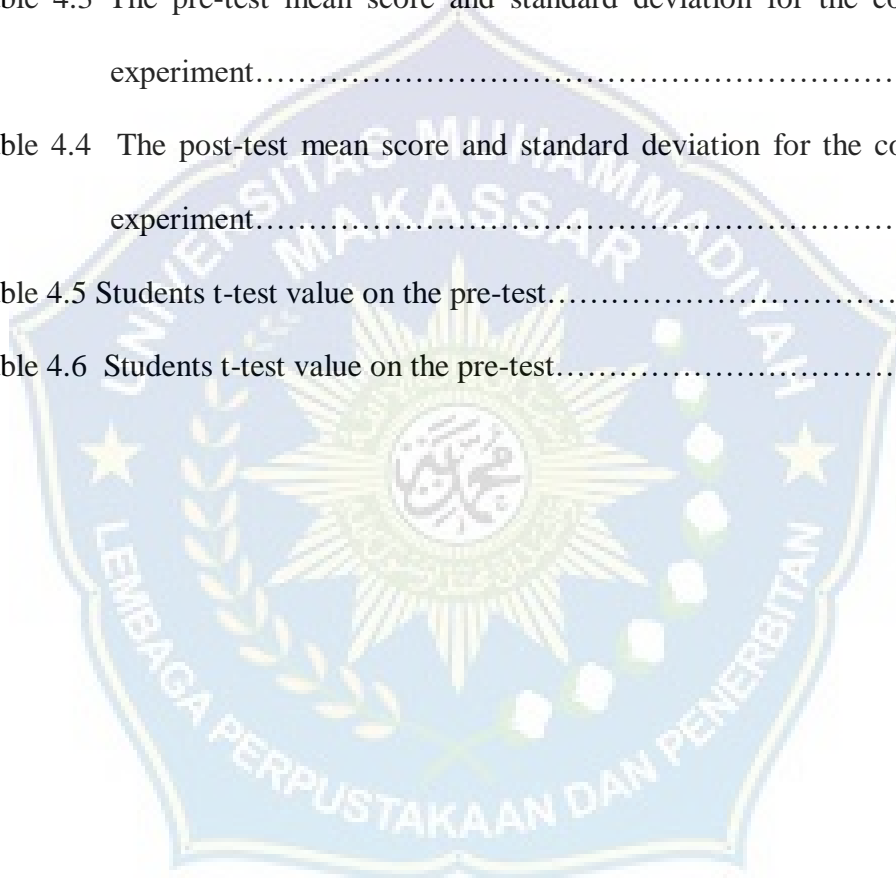 ble 4.3 The pre-test mean score and standard deviation for the co
experiment……………………………………………………………
ble 4.4 The post-test mean score and standard deviation for the co
experiment……………………………………………………………
ble 4.5 Students t-test value on the pre-test……………………………
ble 4.6 Students t-test value on the pre-test……………………………
UNIVERSITAS MUHAMMADIYAH
MAKASSAR
LEMBAGA PERPUSTAKAAN DAN PENERBITAN